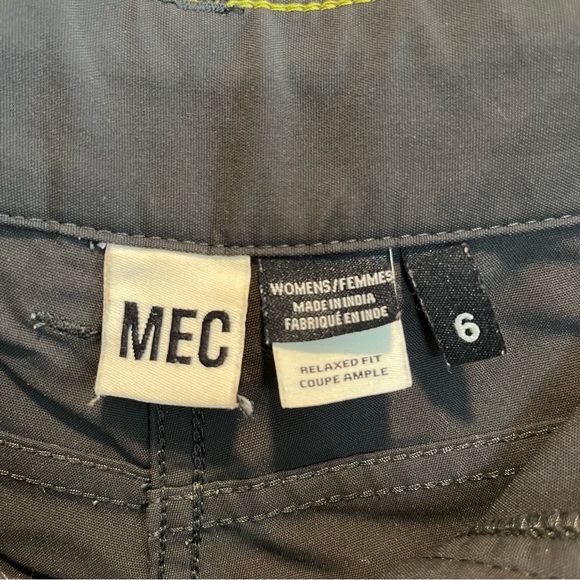 MEC
WOMENS/FEMMES
MADE IN INDIA
FABRIQUÉ EN INDE
RELAXED FIT
COUPE AMPLE
6